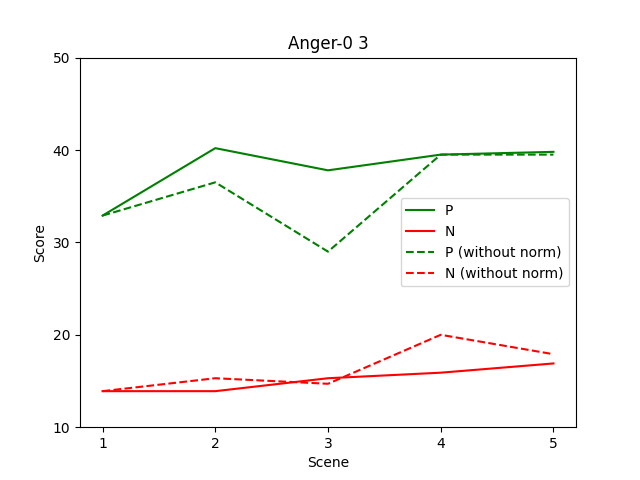 Anger-0 3
50
40
30
20
10
Score
P
N
P (without norm)
N (without norm)
1 2 3 4 5
Scene